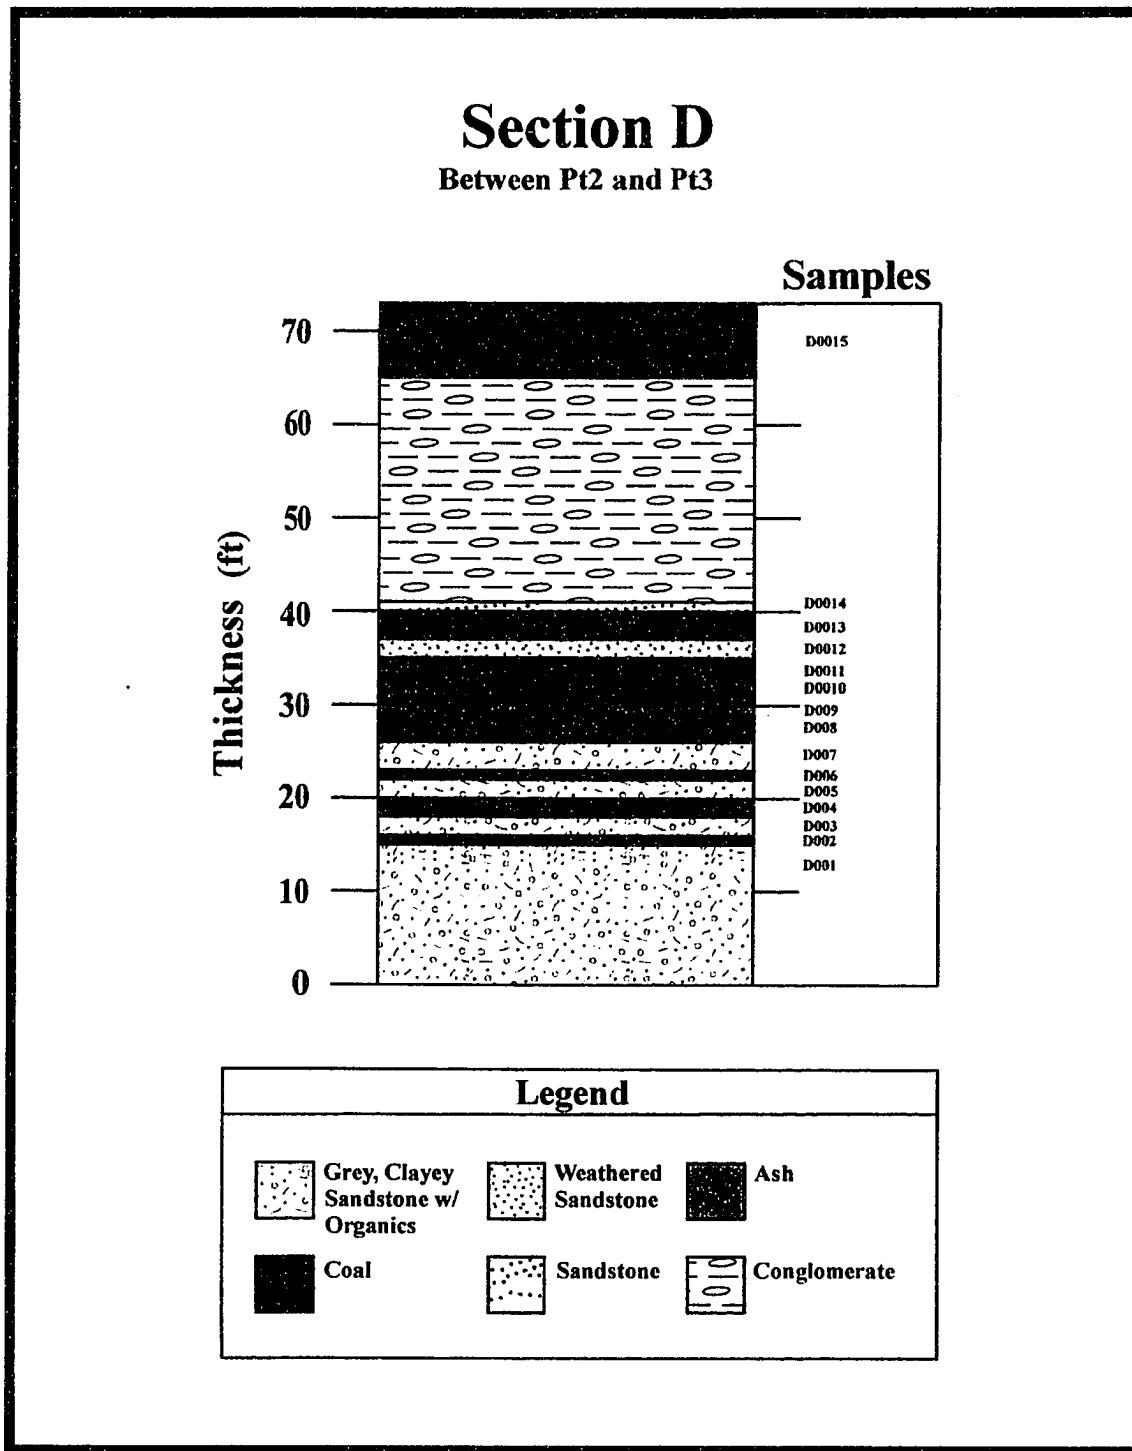 Section D
Between Pt2 and Pt3
Samples
Thickness (ft)
70
60
50
40
30
20
10
0
D0015
D0014
D0013
D0012
D0011
D0010
D009
D008
D007
D006
D005
D004
D003
D002
D001
Legend
Grey, Clayey
Sandstone w/
Organics
Weathered
Sandstone
Ash
Coal
Sandstone
Conglomerate